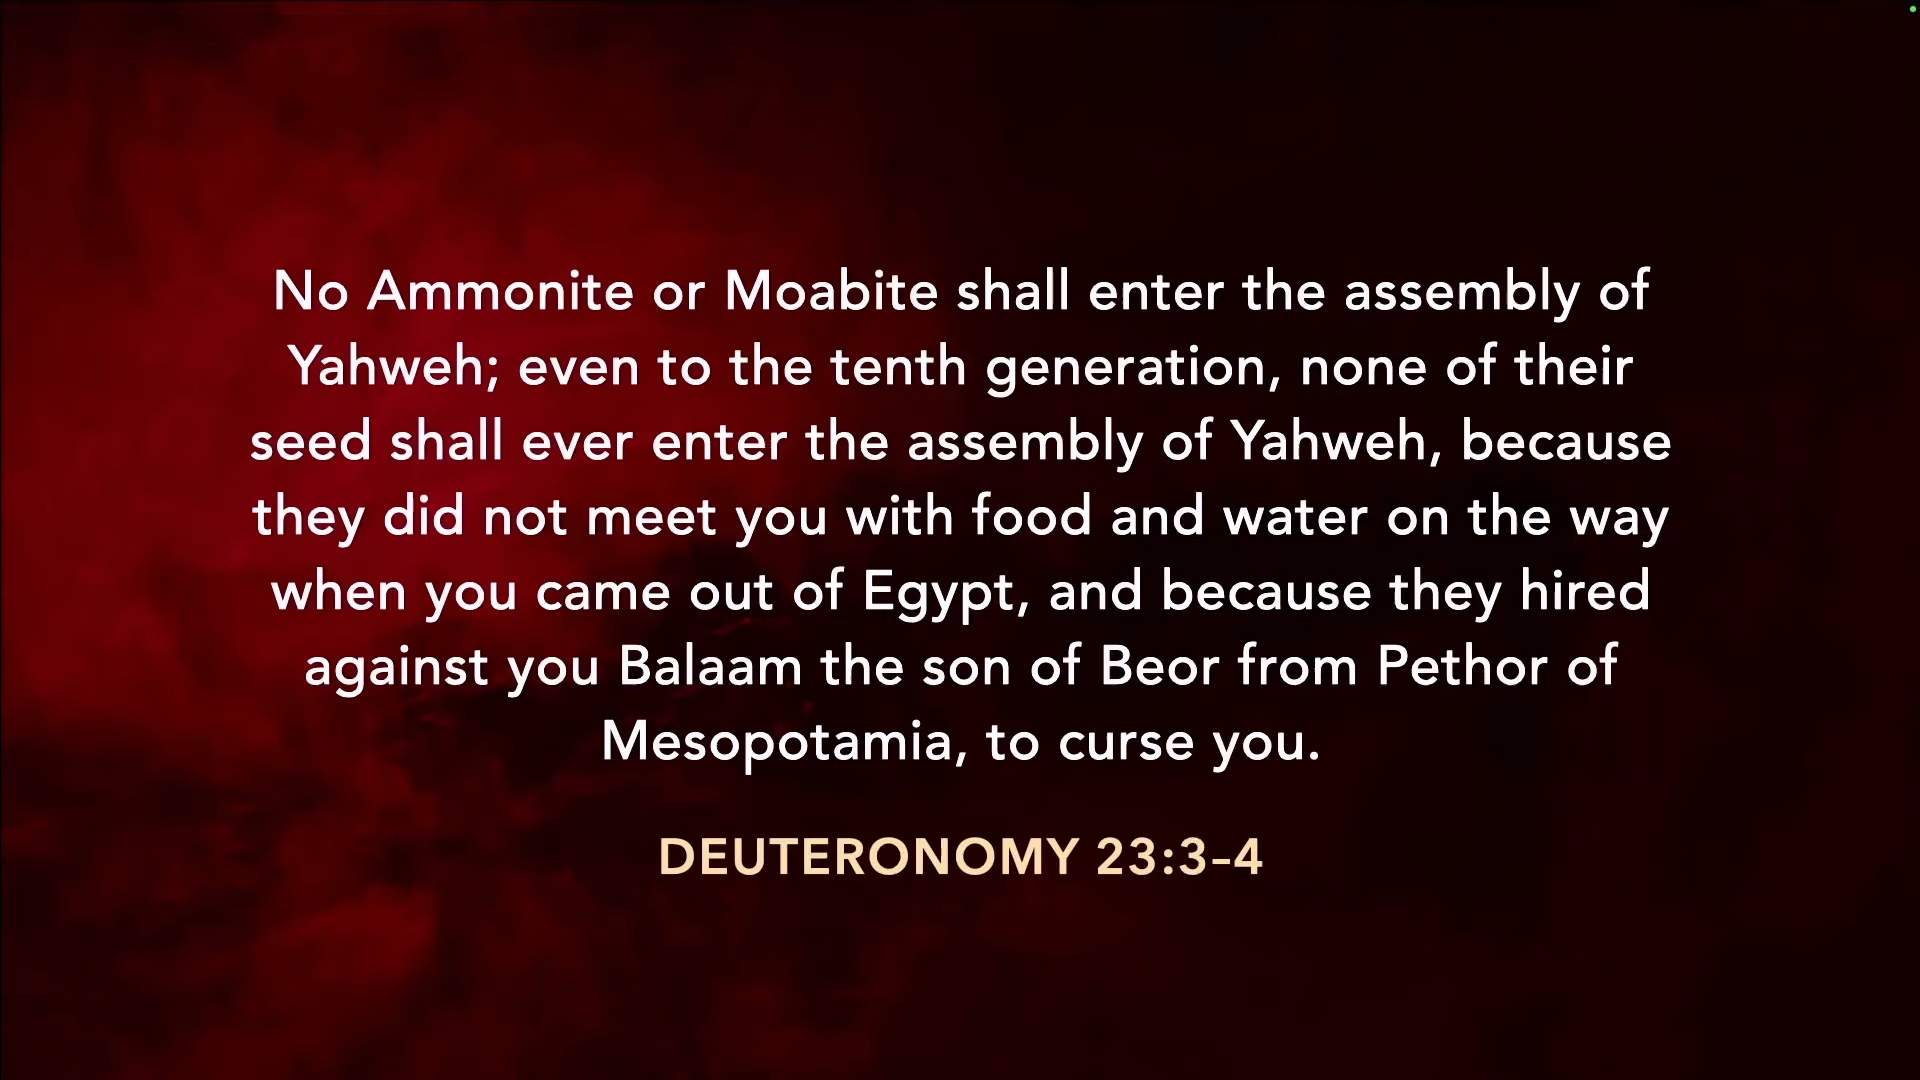 No Ammonite or Moabite shall enter the assembly of
Yahweh; even to the tenth generation, none of their
seed shall ever enter the assembly of Yahweh, because
they did not meet you with food and water on the way
when you came out of Egypt, and because they hired
against you Balaam the son of Beor from Pethor of
Mesopotamia, to curse you.
DEUTERONOMY 23:3–4